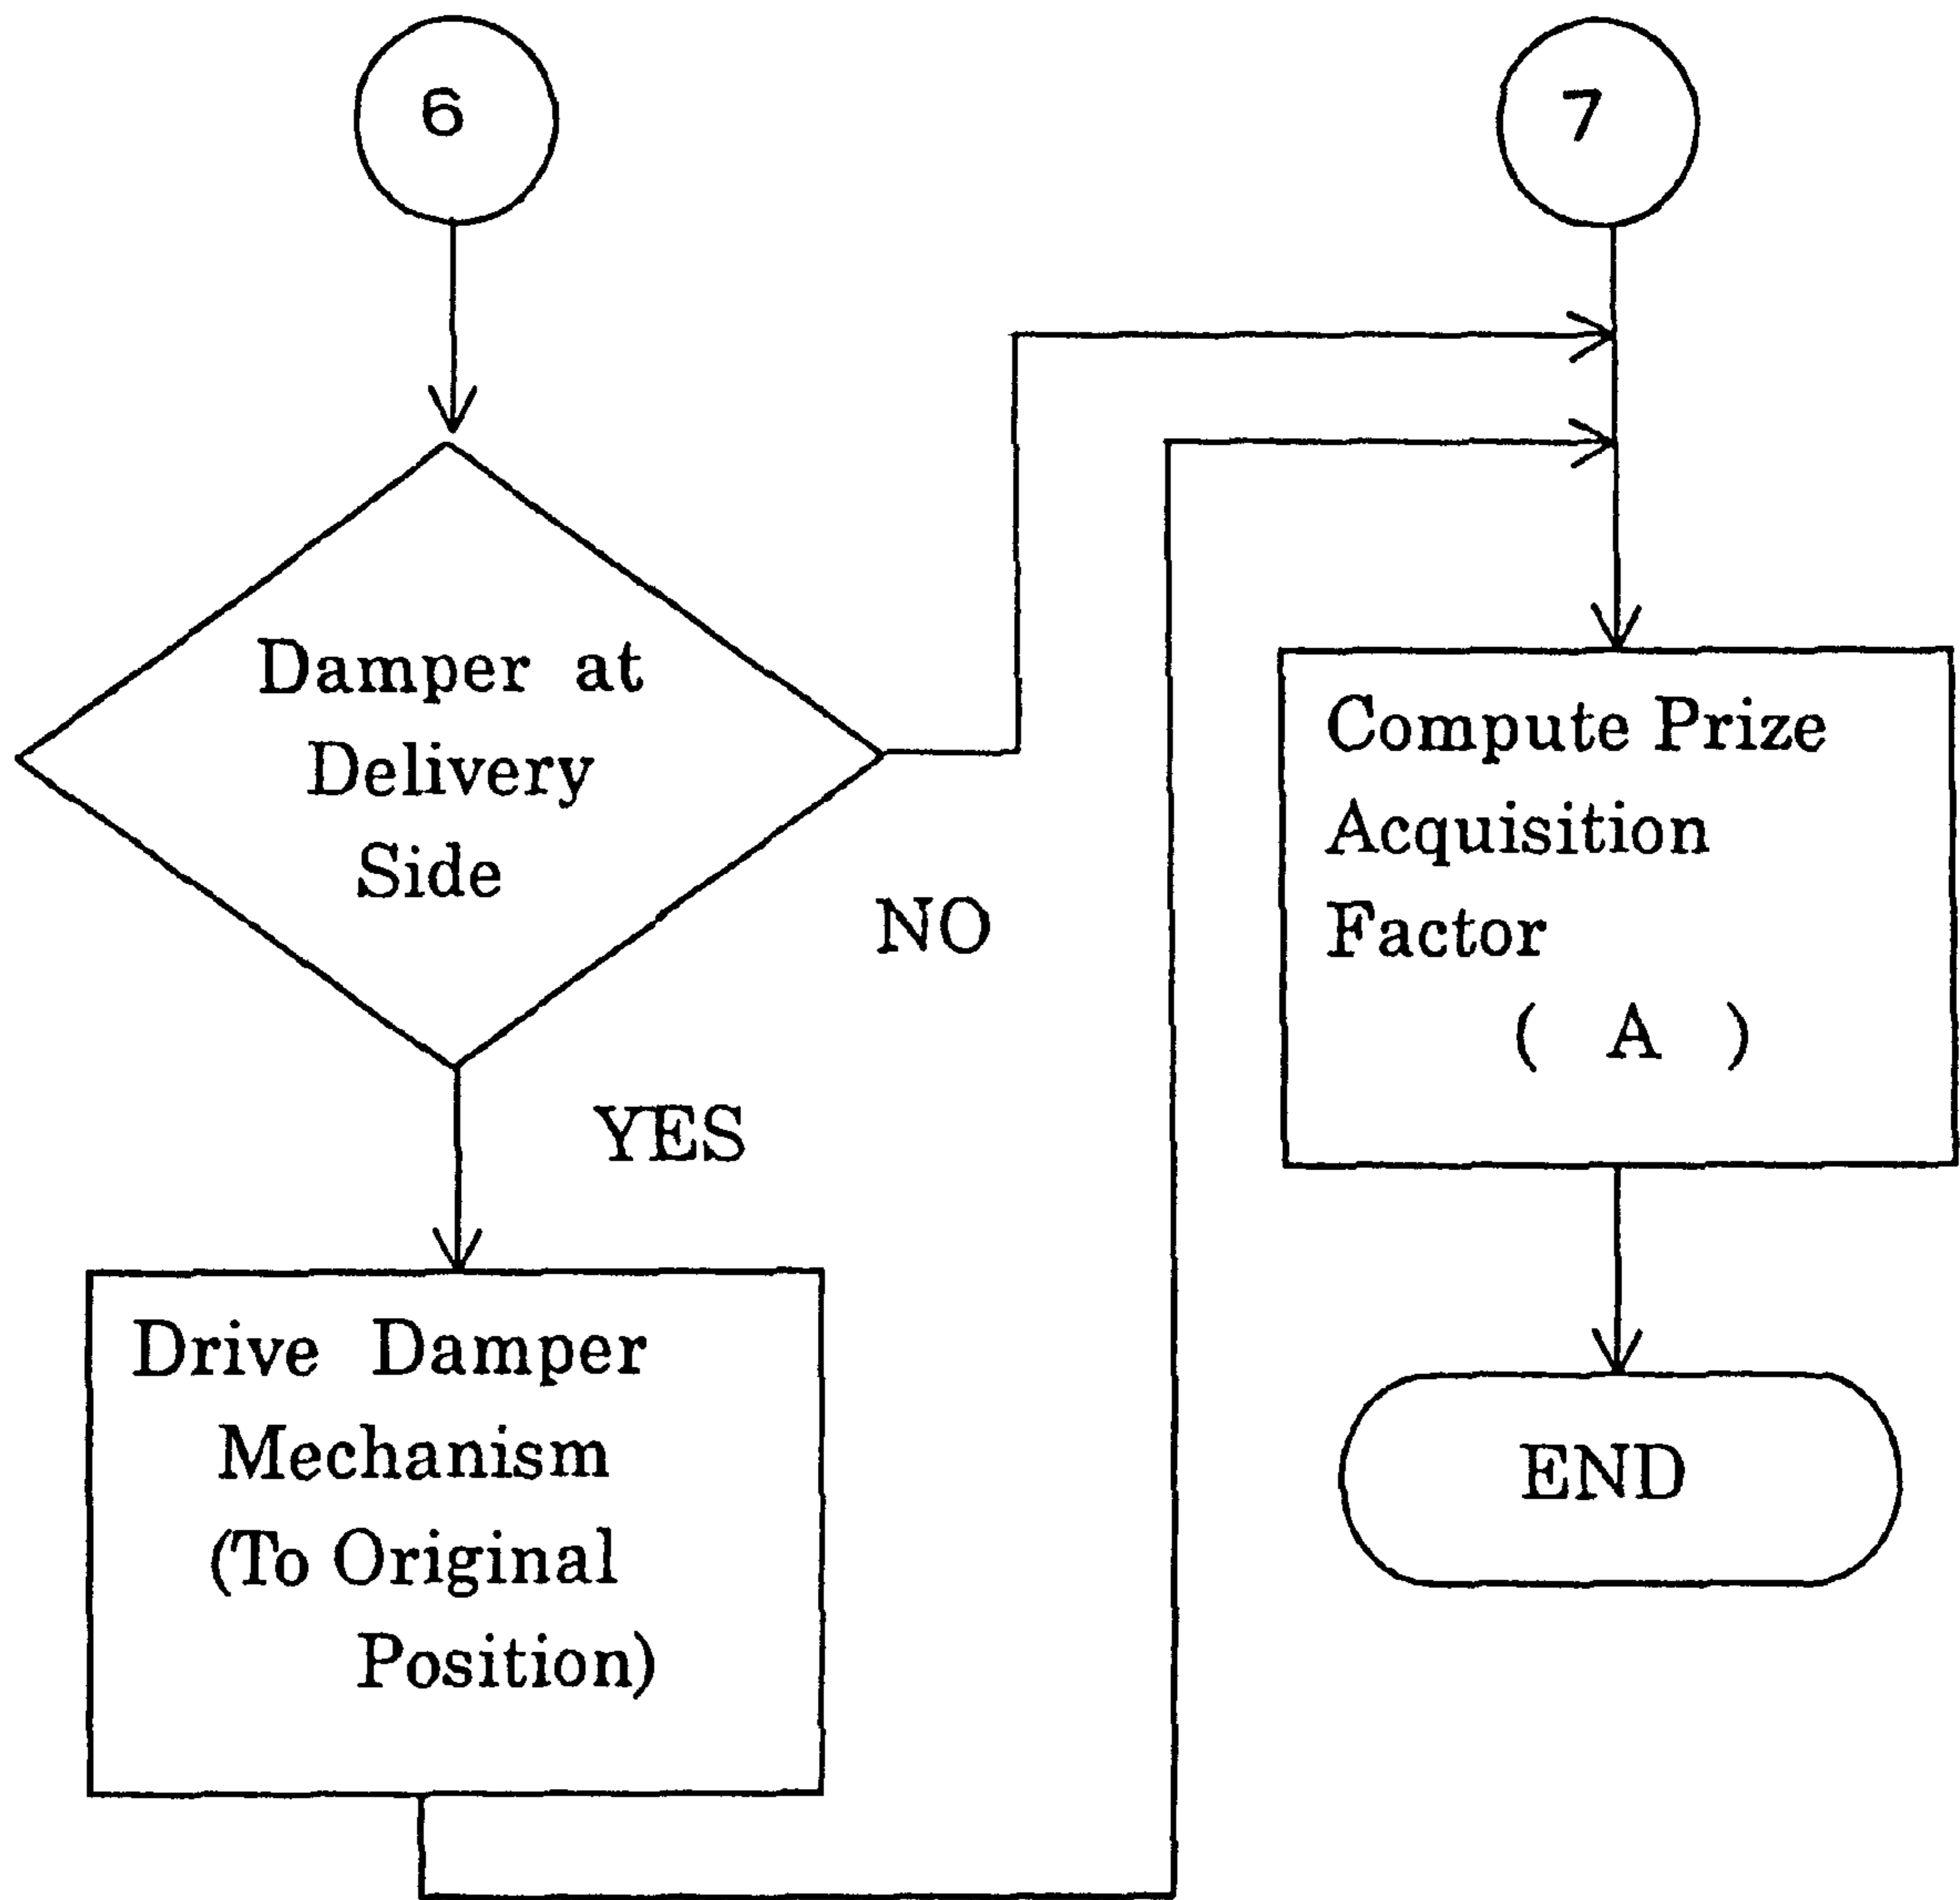 6
Damper at
Delivery
Side
NO
YES
Drive Damper
Mechanism
(To Original
Position)
7
Compute Prize
Acquisition
Factor
( A )
END